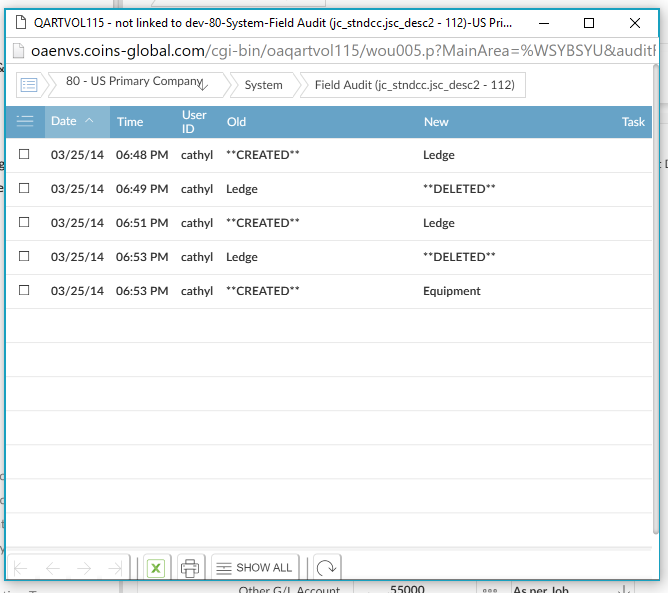 QARTVOL115 - not linked to dev-80-System-Field Audit (jc_stndcc.jsc_desc2 - 112)-US Pri...
oaenvs.coins-global.com/cgi-bin/oaqartvol115/wou005.p?MainArea=%WSYBSYU&auditF
80 - US Primary Company
System
Field Audit (jc_stndcc.jsc_desc2 - 112)
Date Time User ID Old New Task
03/25/14 06:48 PM cathyl **CREATED** Ledge
03/25/14 06:49 PM cathyl Ledge **DELETED**
03/25/14 06:51 PM cathyl **CREATED** Ledge
03/25/14 06:53 PM cathyl Ledge **DELETED**
03/25/14 06:53 PM cathyl **CREATED** Equipment
SHOW ALL
Other G/L Account 55000 As per Job